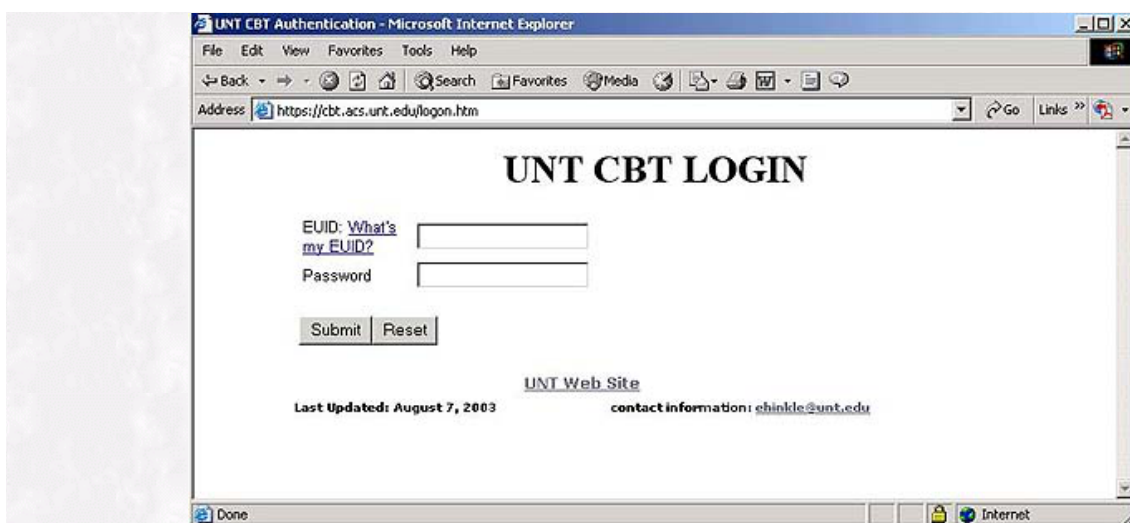 UNT CBT Authentication - Microsoft Internet Explorer
File Edit View Favorites Tools Help
Back Search Favorites Media
Address https://cbt.acs.unt.edu/logon.htm Go Links »
UNT CBT LOGIN
EUID: What's
my EUID?
Password
Submit Reset
UNT Web Site
Last Updated: August 7, 2003 contact information: ehinkle@unt.edu
Done Internet